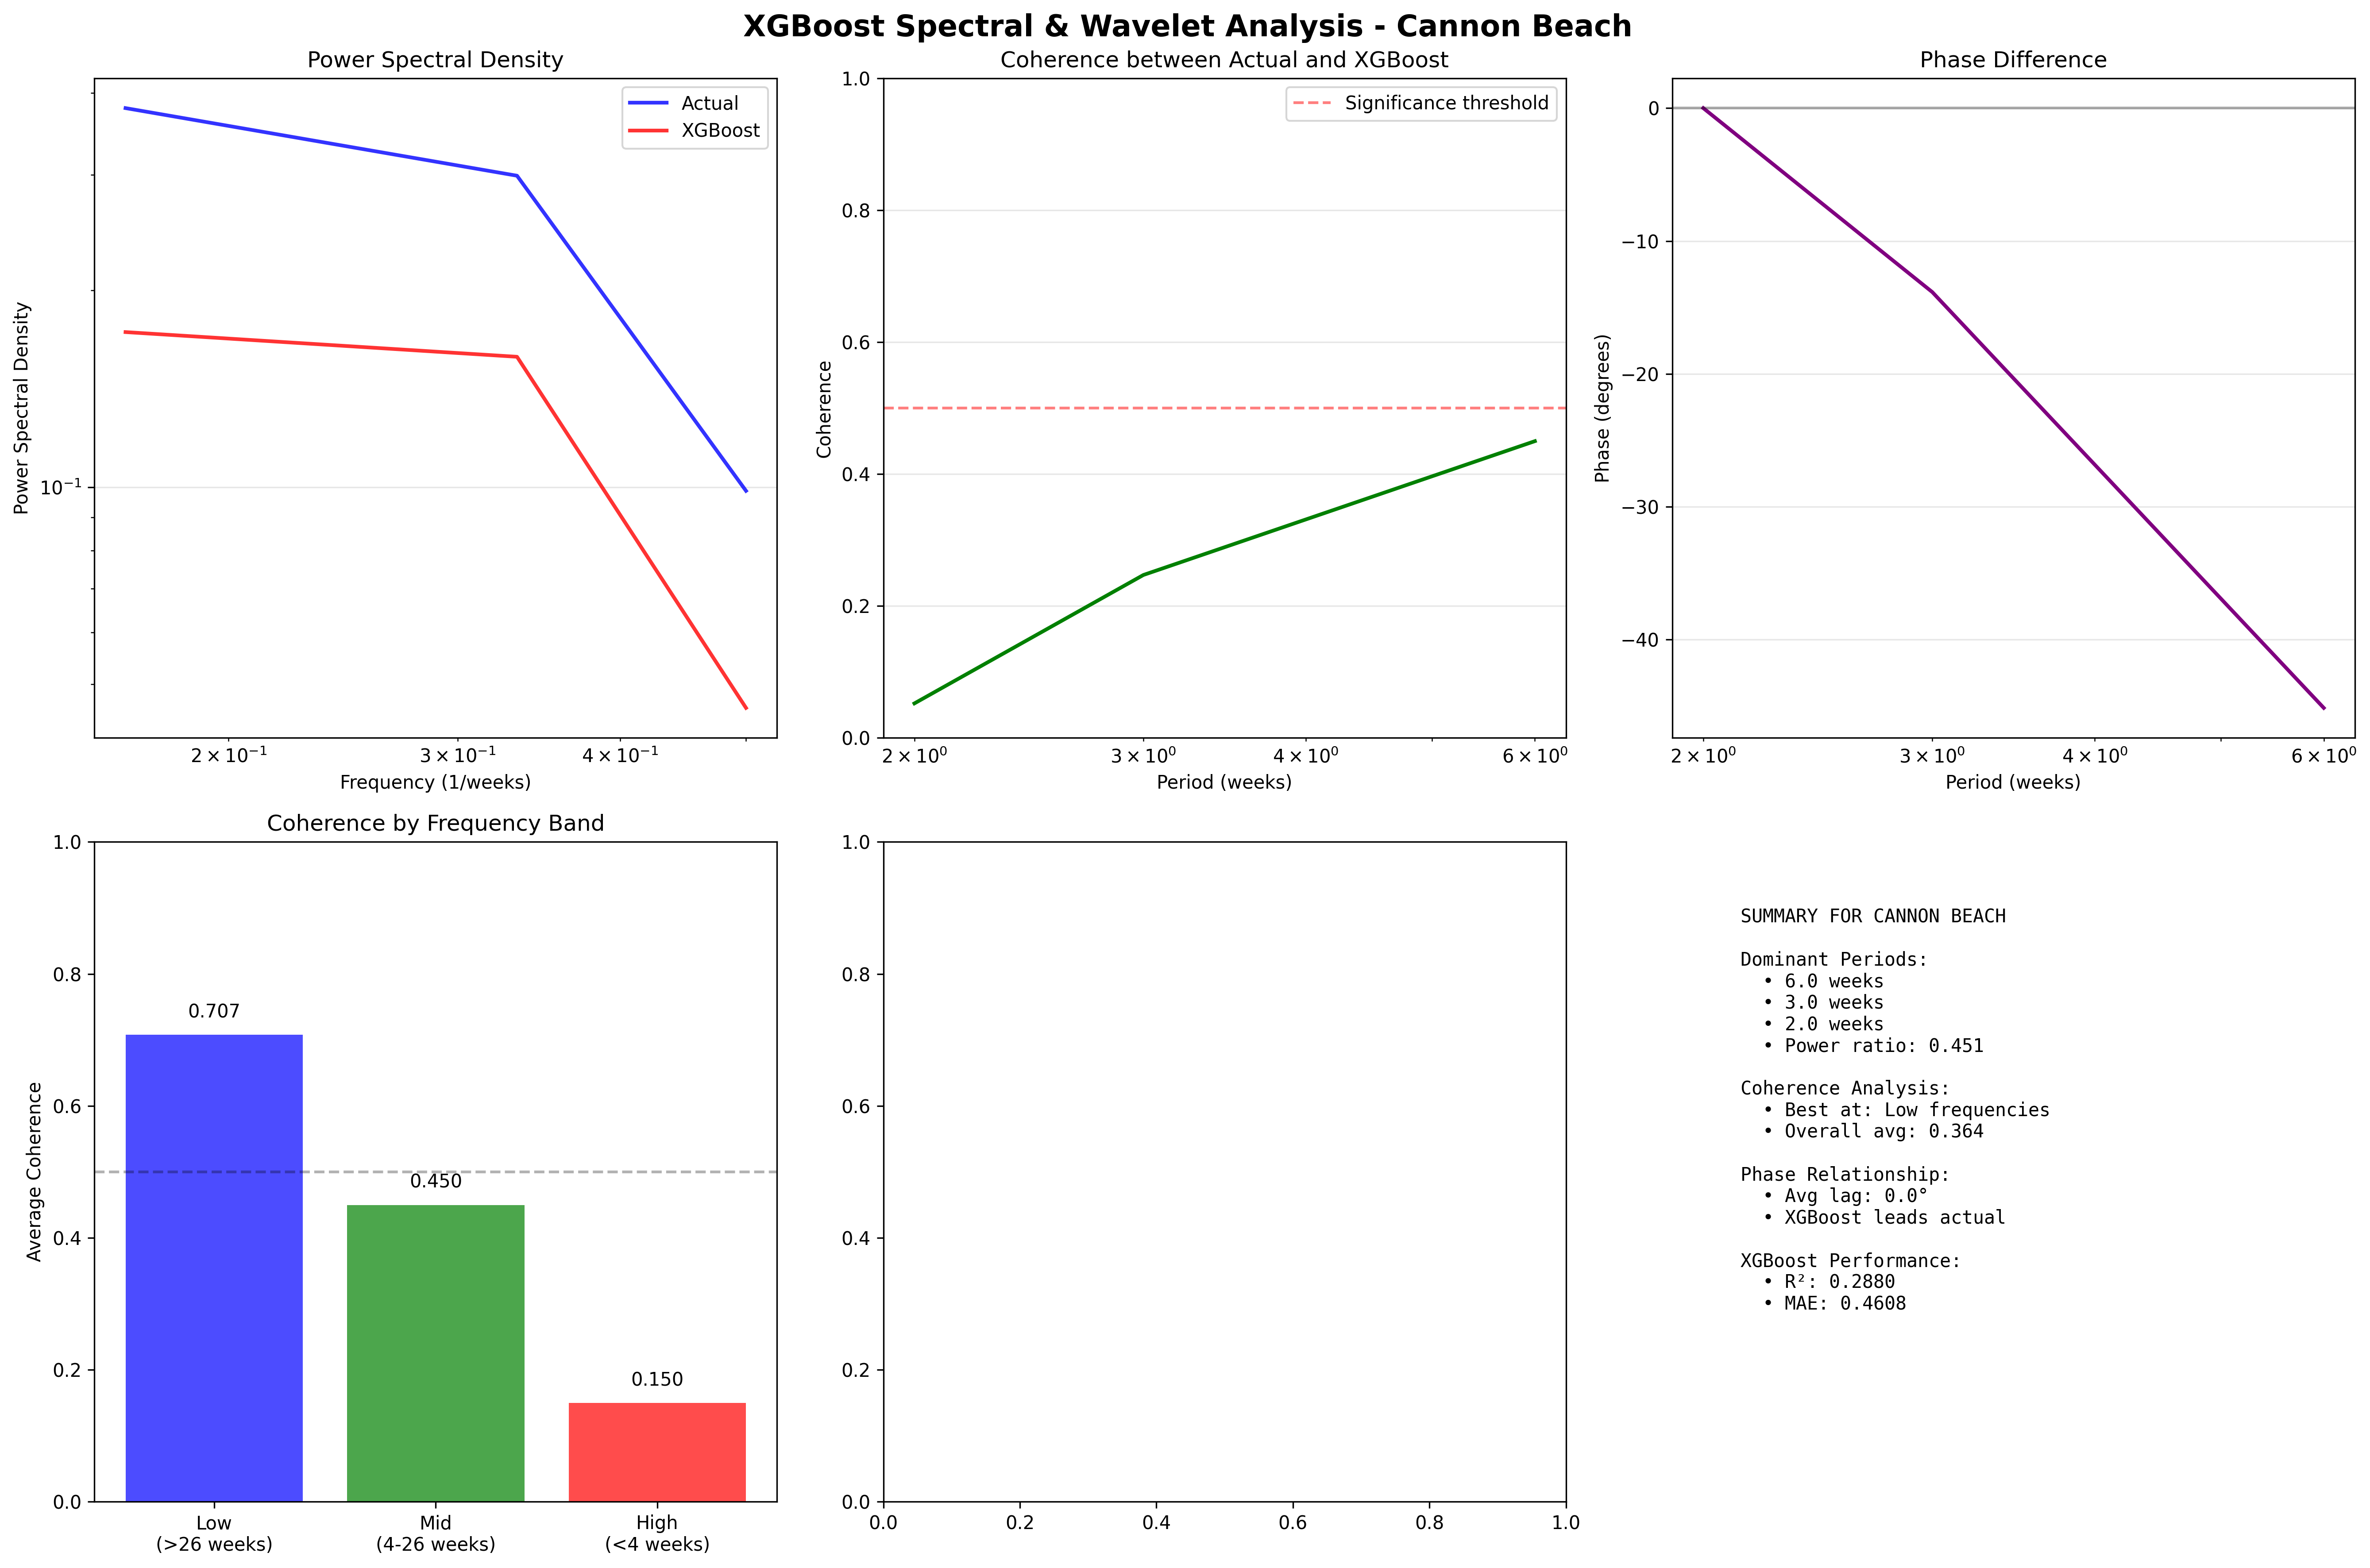 XGBoost Spectral & Wavelet Analysis - Cannon Beach
Power Spectral Density
Actual
XGBoost
Power Spectral Density
10⁻¹
2 × 10⁻¹
3 × 10⁻¹
4 × 10⁻¹
Frequency (1/weeks)
Coherence between Actual and XGBoost
Significance threshold
Coherence
1.0
0.8
0.6
0.4
0.2
0.0
2 × 10⁰
3 × 10⁰
4 × 10⁰
6 × 10⁰
Period (weeks)
Phase Difference
Phase (degrees)
0
−10
−20
−30
−40
2 × 10⁰
3 × 10⁰
4 × 10⁰
6 × 10⁰
Period (weeks)
Coherence by Frequency Band
Average Coherence
1.0
0.8
0.6
0.4
0.2
0.0
0.707
0.450
0.150
Low
(>26 weeks)
Mid
(4-26 weeks)
High
(<4 weeks)
1.0
0.8
0.6
0.4
0.2
0.0
0.0
0.2
0.4
0.6
0.8
1.0
SUMMARY FOR CANNON BEACH
Dominant Periods:
• 6.0 weeks
• 3.0 weeks
• 2.0 weeks
• Power ratio: 0.451
Coherence Analysis:
• Best at: Low frequencies
• Overall avg: 0.364
Phase Relationship:
• Avg lag: 0.0°
• XGBoost leads actual
XGBoost Performance:
• R²: 0.2880
• MAE: 0.4608